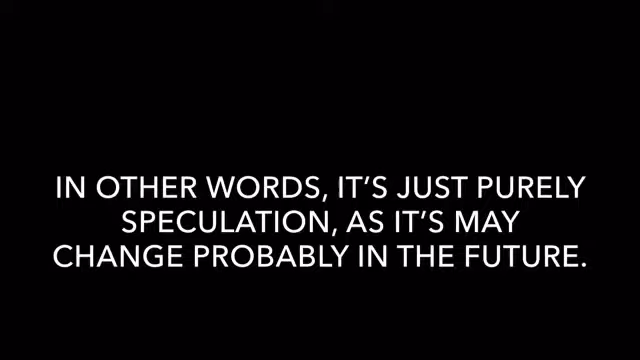 IN OTHER WORDS, IT’S JUST PURELY
SPECULATION, AS IT’S MAY
CHANGE PROBABLY IN THE FUTURE.